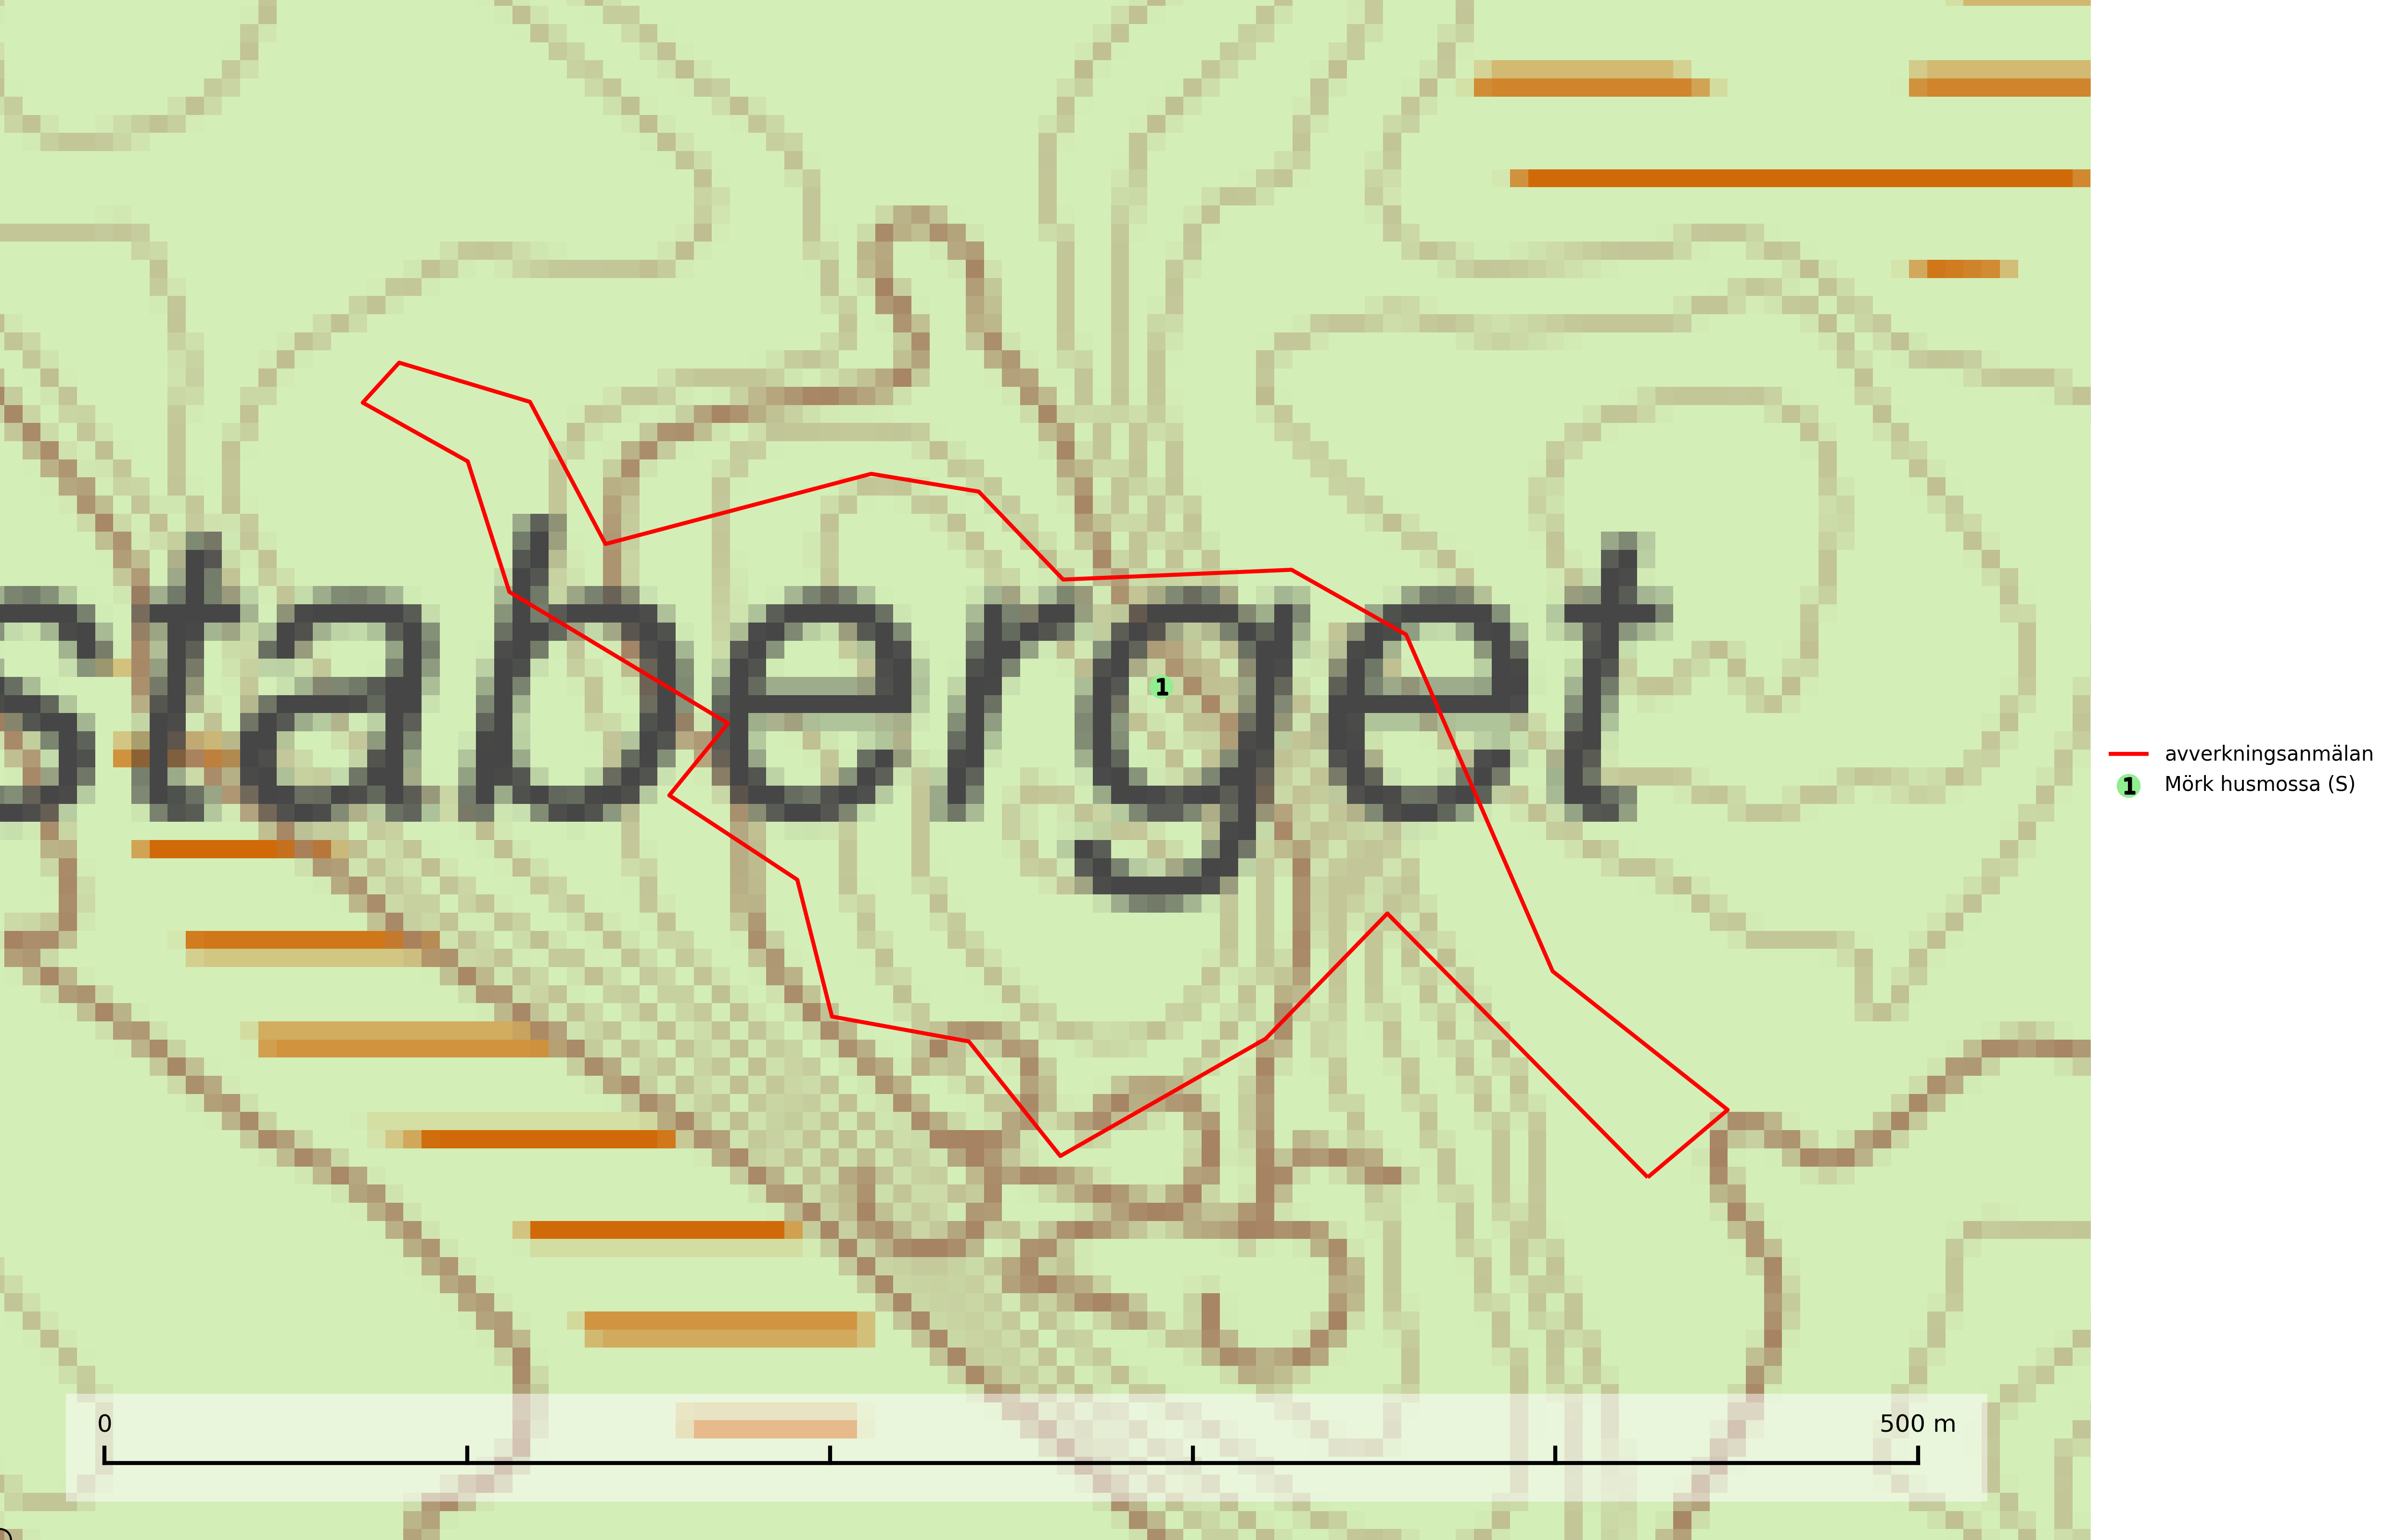 staberget
1
avverkningsanmälan
1 Mörk husmossa (S)
0 500 m